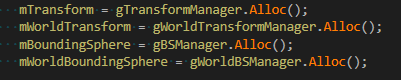 mTransform = gTransformManager.Alloc();
mWorldTransform = gWorldTransformManager.Alloc();
mBoundingSphere = gBSManager.Alloc();
mWorldBoundingSphere = gWorldBSManager.Alloc();